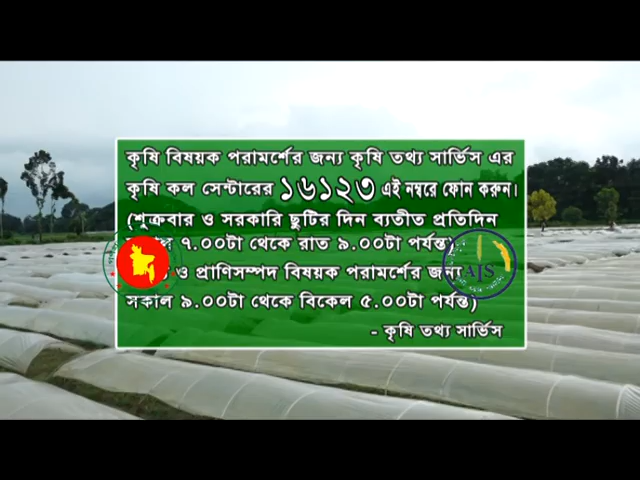 কৃষি বিষয়ক পরামর্শের জন্য কৃষি তথ্য সার্ভিস এর
কৃষি কল সেন্টারের ১৬১২৩ এই নম্বরে ফোন করুন।
(শুক্রবার ও সরকারি ছুটির দিন ব্যতীত প্রতিদিন
৭.০০টা থেকে রাত ৯.০০টা পর্যন্ত)
ও প্রাণিসম্পদ বিষয়ক পরামর্শের জন্য
সকাল ৯.০০টা থেকে বিকেল ৫.০০টা পর্যন্ত)
- কৃষি তথ্য সার্ভিস
AIS